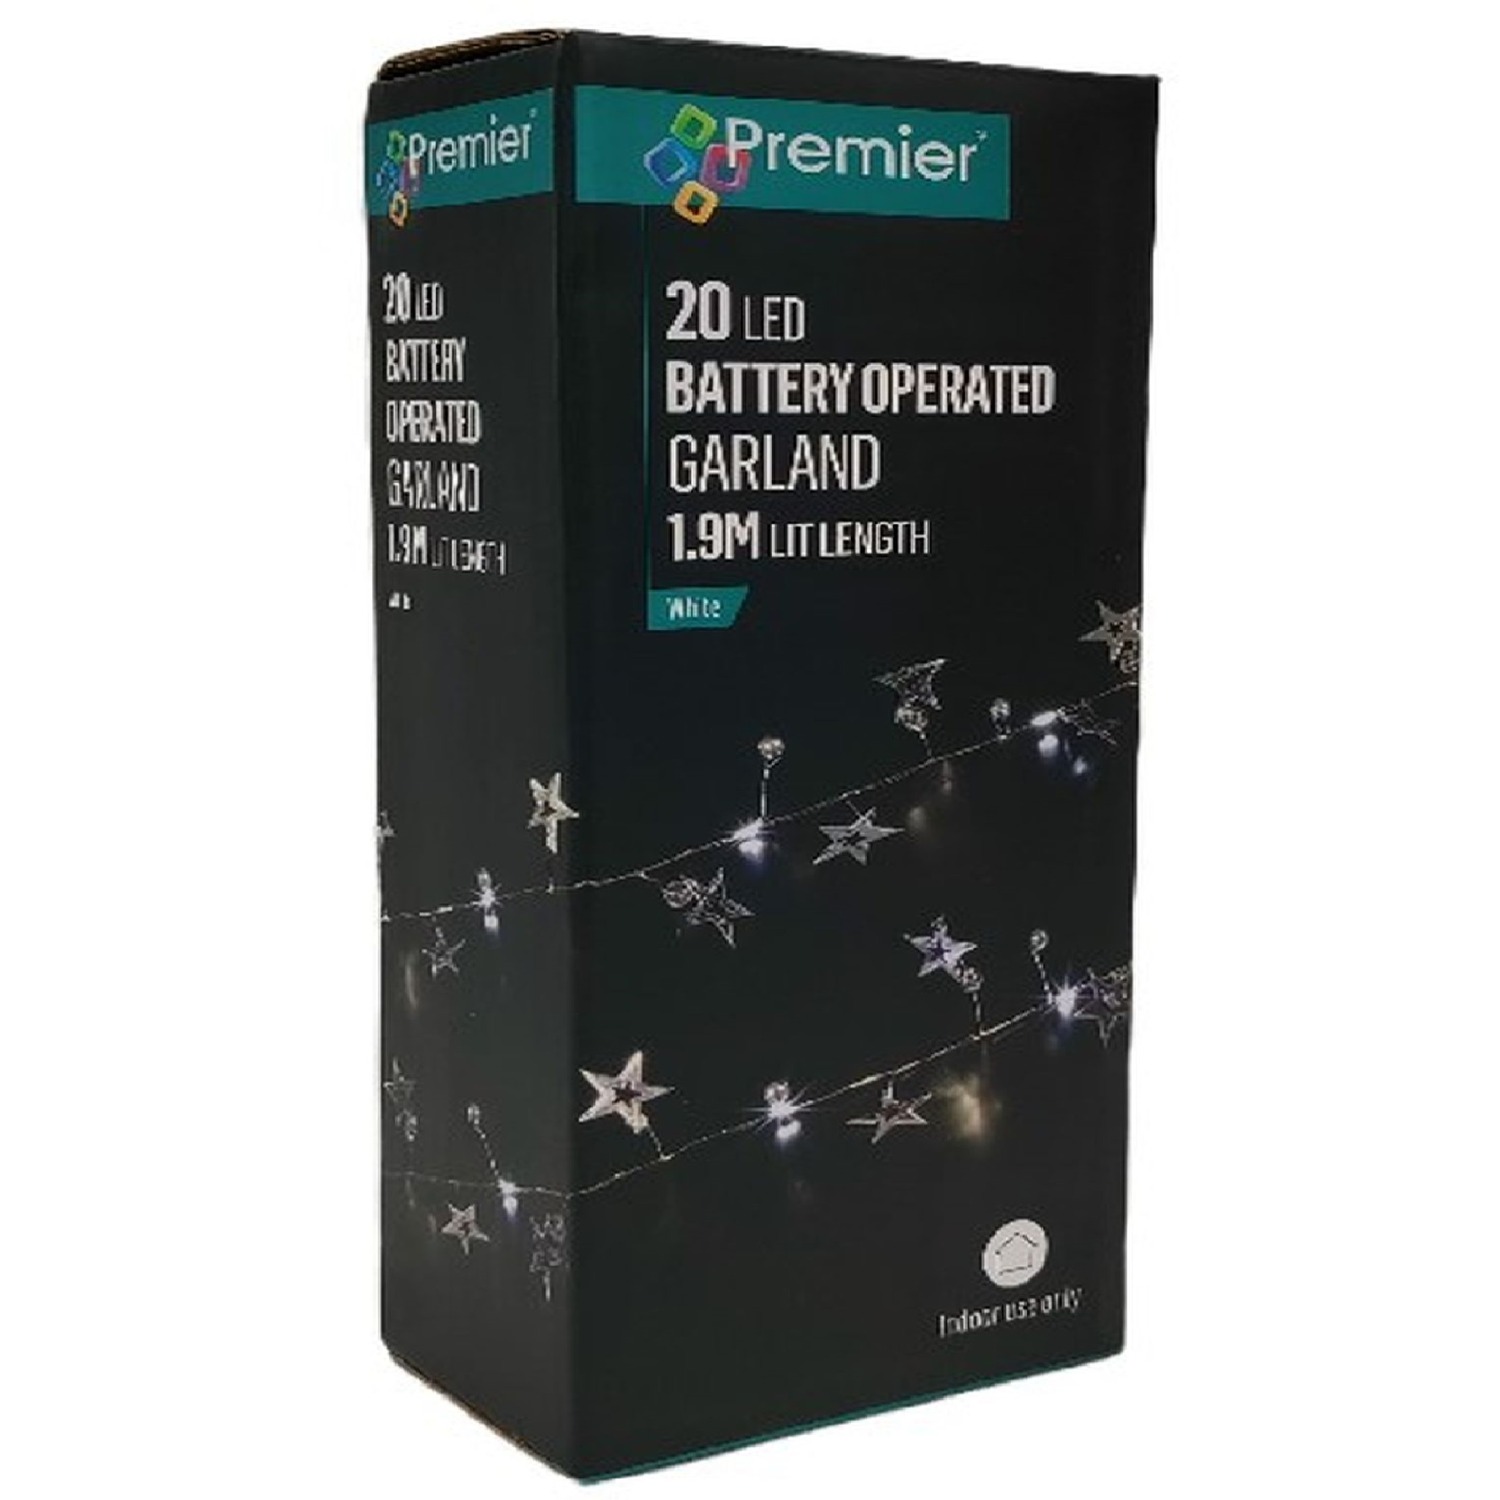 Premier
20 LED
BATTERY
OPERATED
GARLAND
1.9M LIT LENGTH
Premier™
20 LED
BATTERY OPERATED
GARLAND
1.9M LIT LENGTH
White
Indoor use only